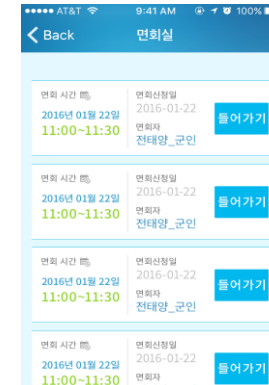 AT&T 9:41 AM 100%
Back 면회실
면회 시간 면회신청일
2016년 01월 22일 2016-01-22
11:00~11:30 면회자
전태양_군인
들어가기
면회 시간 면회신청일
2016년 01월 22일 2016-01-22
11:00~11:30 면회자
전태양_군인
들어가기
면회 시간 면회신청일
2016년 01월 22일 2016-01-22
11:00~11:30 면회자
전태양_군인
들어가기
면회 시간 면회신청일
2016년 01월 22일 2016-01-22
11:00~11:30 면회자
들어가기